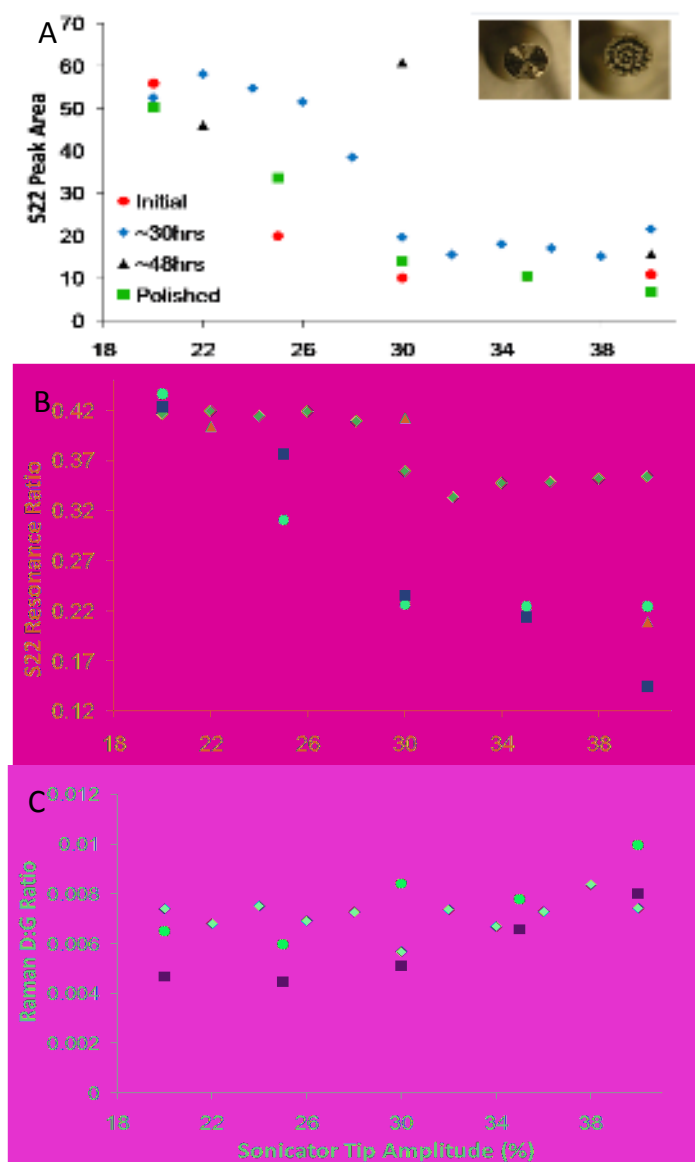 A
70
60
50
40
30
20
10
0
S22 Peak Area
Initial
~30hrs
~48hrs
Polished
18 22 26 30 34 38
B
0.42
0.37
0.32
0.27
0.22
0.17
0.12
S22 Resonance Ratio
18 22 26 30 34 38
C
0.012
0.01
0.008
0.006
0.004
0.002
0
Raman D:G Ratio
18 22 26 30 34 38
Sonicator Tip Amplitude (%)